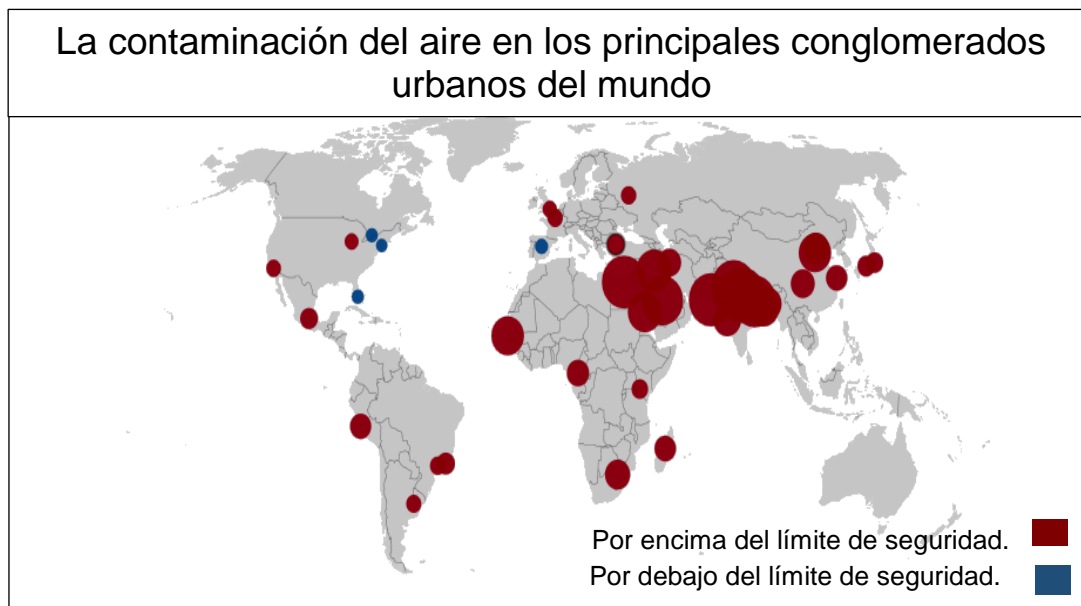 La contaminación del aire en los principales conglomerados
urbanos del mundo
Por encima del límite de seguridad.
Por debajo del límite de seguridad.